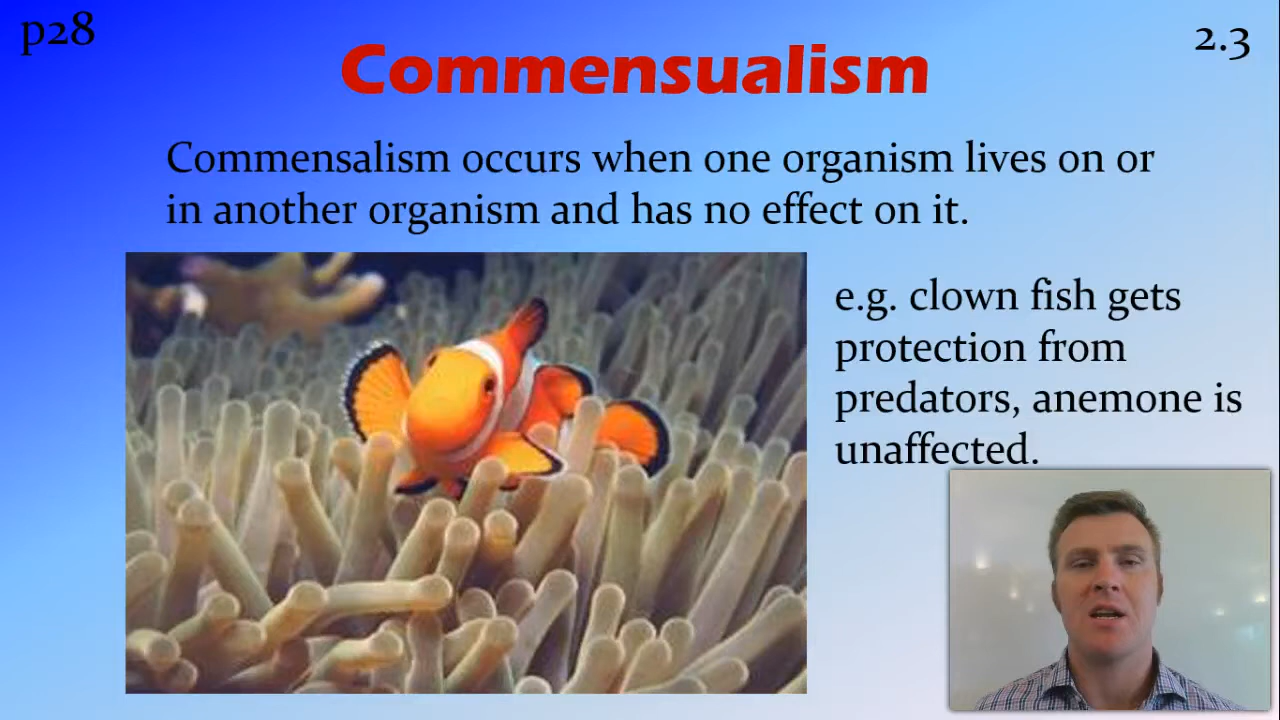 p28
2.3
Commensualism
Commensalism occurs when one organism lives on or
in another organism and has no effect on it.
e.g. clown fish gets
protection from
predators, anemone is
unaffected.